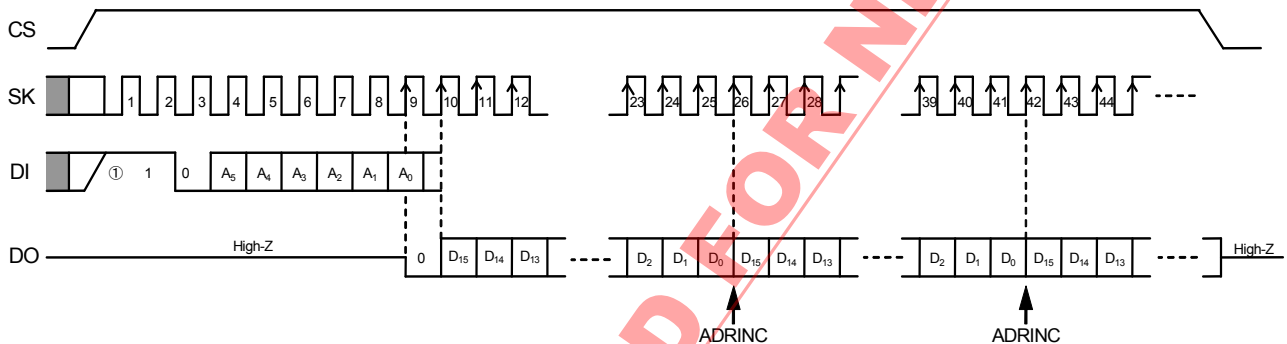 CS
SK 1 2 3 4 5 6 7 8 9 10 11 12 23 24 25 26 27 28 39 40 41 42 43 44
DI ① 1 0 A5 A4 A3 A2 A1 A0
DO High-Z 0 D15 D14 D13 D2 D1 D0 D15 D14 D13 D2 D1 D0 D15 D14 D13 High-Z
ADRINC ADRINC
D FOR